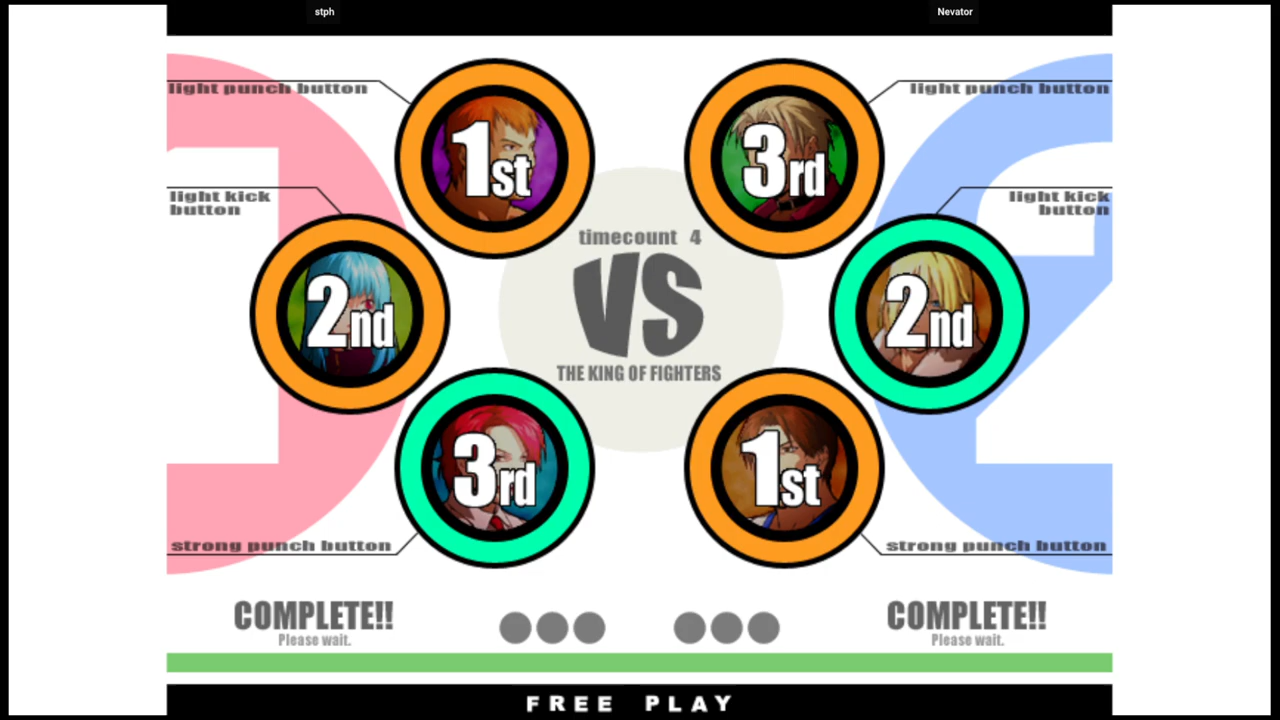 stph
Nevator
light punch button
light punch button
1st
3rd
light kick
button
light kick
button
timecount 4
VS
THE KING OF FIGHTERS
2nd
2nd
3rd
1st
strong punch button
strong punch button
COMPLETE!!
Please wait.
COMPLETE!!
Please wait.
FREE PLAY